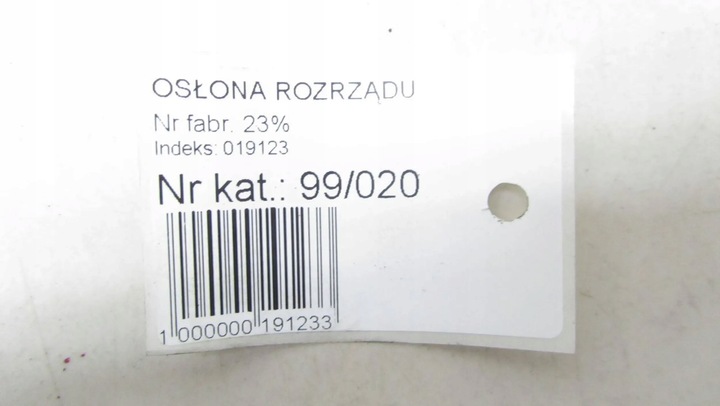 OSŁONA ROZRZĄDU
Nr fabr. 23%
Indeks: 019123
Nr kat.: 99/020
1 000000 191233